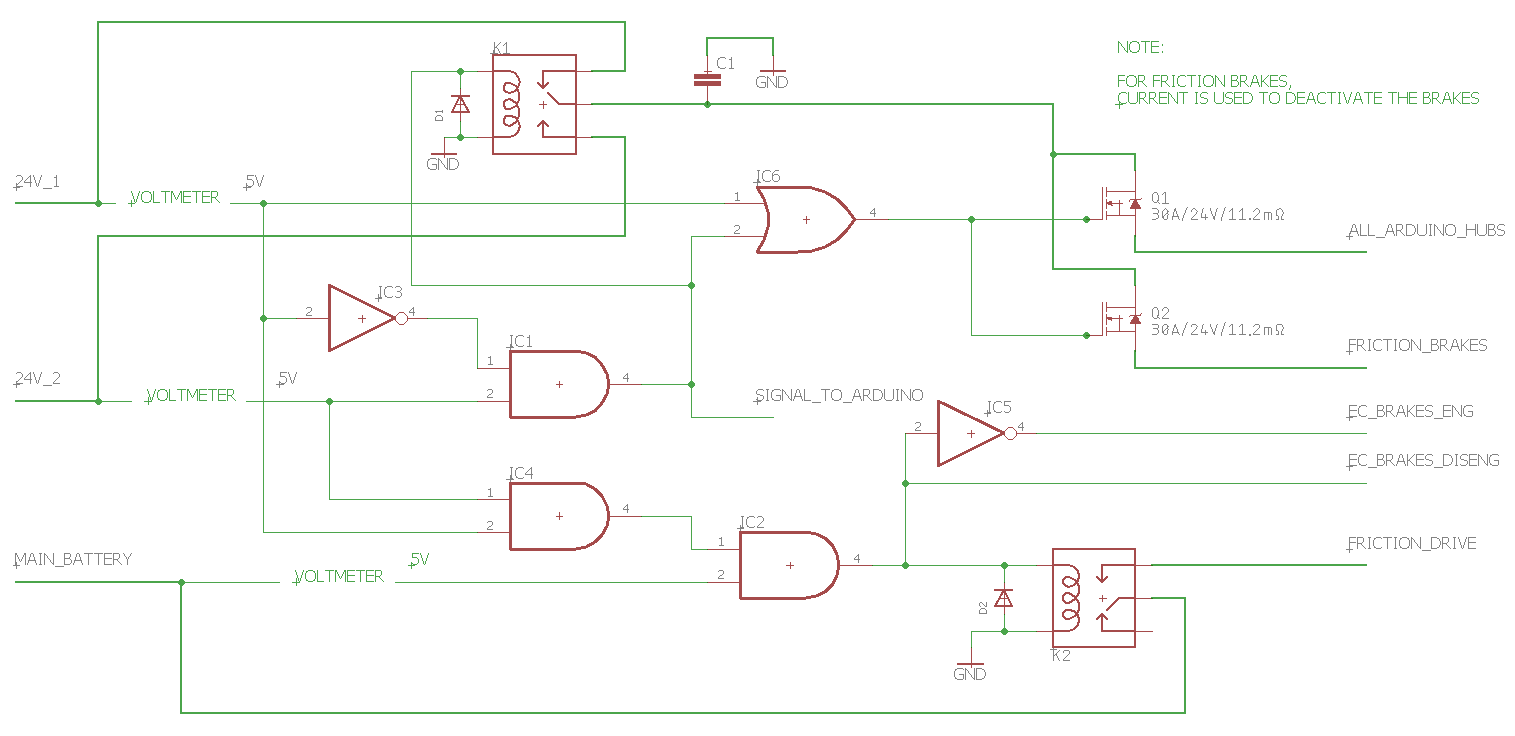 NOTE:
K1
C1
GND
FOR FRICTION BRAKES,
CURRENT IS USED TO DEACTIVATE THE BRAKES
D1
GND
24V_1
VOLTMETER
5V
IC6
1
2
4
Q1
30A/24V/11.2mΩ
ALL_ARDUINO_HUBS
IC3
2
4
Q2
30A/24V/11.2mΩ
IC1
1
2
4
FRICTION_BRAKES
24V_2
VOLTMETER
5V
SIGNAL_TO_ARDUINO
IC5
2
4
EC_BRAKES_ENG
EC_BRAKES_DISENG
IC4
1
2
4
IC2
1
2
4
MAIN_BATTERY
VOLTMETER
5V
FRICTION_DRIVE
D2
K2
GND